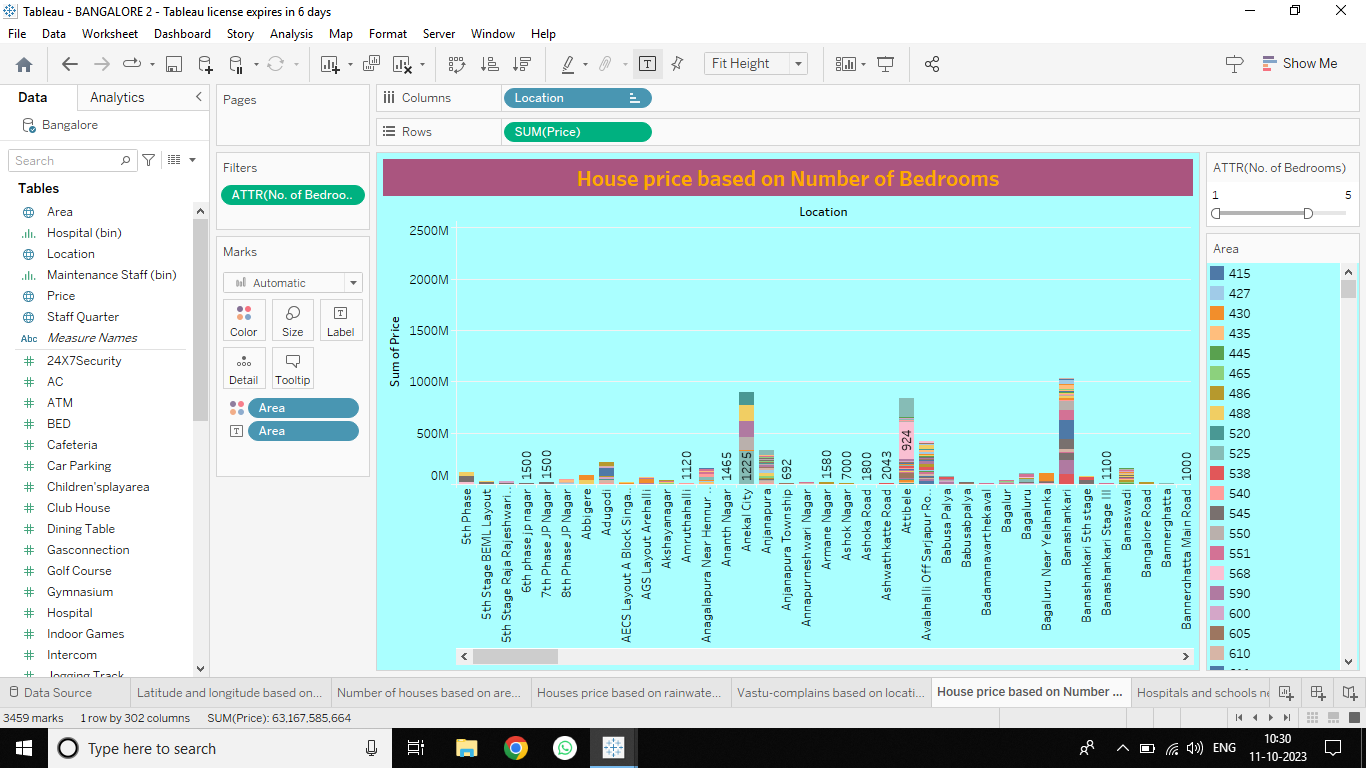 Tableau - BANGALORE 2 - Tableau license expires in 6 days
File Data Worksheet Dashboard Story Analysis Map Format Server Window Help
Fit Height
Show Me
Data Analytics
Bangalore
Search
Tables
Area
Hospital (bin)
Location
Maintenance Staff (bin)
Price
Staff Quarter
Abc Measure Names
24X7Security
AC
ATM
BED
Cafeteria
Car Parking
Children'splayarea
Club House
Dining Table
Gasconnection
Golf Course
Gymnasium
Hospital
Indoor Games
Intercom
Jogging Track
Pages
Filters
ATTR(No. of Bedroo..
Marks
Automatic
Color Size Label
Detail Tooltip
Area
Area
Columns Location
Rows SUM(Price)
House price based on Number of Bedrooms
Location
Sum of Price
2500M
2000M
1500M
1000M
500M
0M
1500
1500
1120
1465
1225
692
1580
7000
1800
2043
924
1100
1000
5th Phase
5th Stage BEML Layout
5th Stage Raja Rajeshwari ..
6th phase jp nagar
7th Phase JP Nagar
8th Phase JP Nagar
Abbigere
Adugodi
AECS Layout A Block Singa..
AGS Layout Arehalli
Akshayanagar
Amruthahalli
Anagalapura Near Hennur ..
Ananth Nagar
Anekal City
Anjanapura
Anjanapura Township
Annapurneshwari Nagar
Armane Nagar
Ashok Nagar
Ashoka Road
Ashwathkatte Road
Attibele
Avalahalli Off Sarjapur Ro..
Babusa Palya
Babusabpalya
Badamanavarthekaval
Bagalur
Bagaluru
Bagaluru Near Yelahanka
Banashankari
Banashankari 5th stage
Banashankari Stage III
Banaswadi
Bangalore Road
Bannerghatta
Bannerdhatta Main Road
ATTR(No. of Bedrooms)
1 5
Area
415
427
430
435
445
465
486
488
520
525
538
540
545
550
551
568
590
600
605
610
Data Source
Latitude and longitude based on...
Number of houses based on are...
Houses price based on rainwate...
Vastu-complains based on locati...
House price based on Number ...
Hospitals and schools ne
3459 marks 1 row by 302 columns SUM(Price): 63,167,585,664
Type here to search
ENG
10:30
11-10-2023